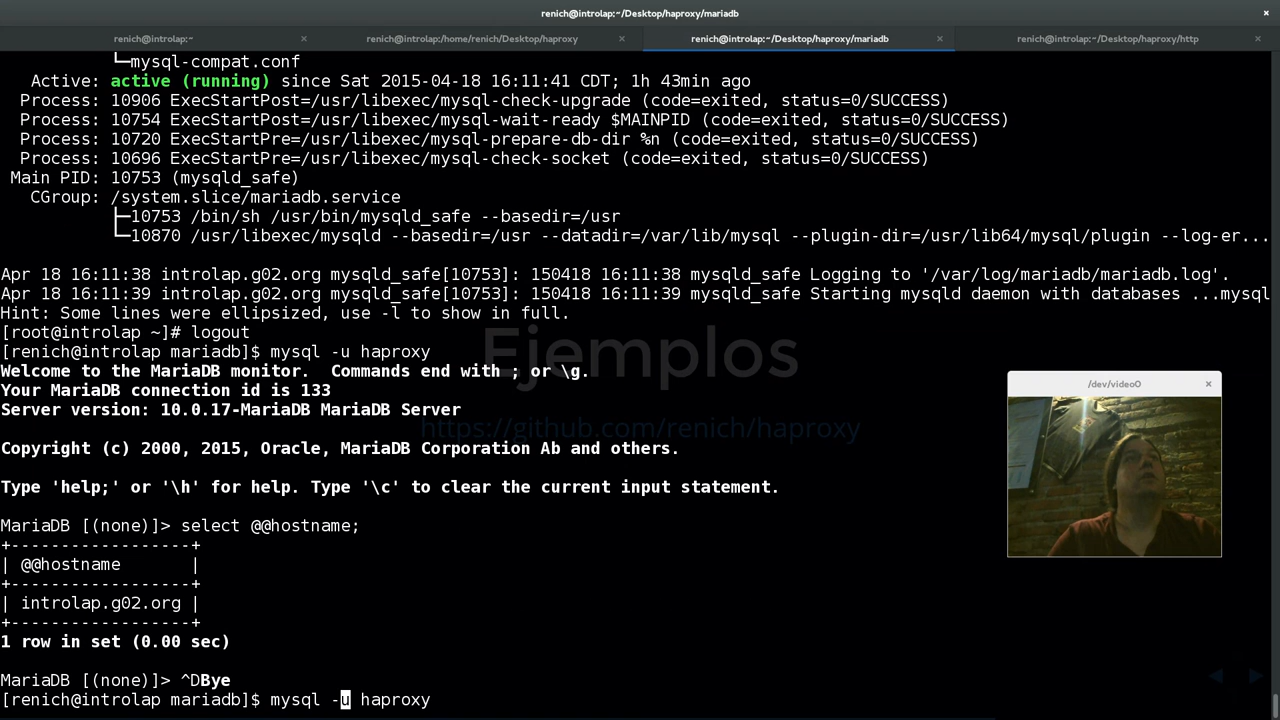 renich@introlap:~/Desktop/haproxy/mariadb
renich@introlap:~ × renich@introlap:/home/renich/Desktop/haproxy × renich@introlap:~/Desktop/haproxy/mariadb × renich@introlap:~/Desktop/haproxy/http ×
└─mysql-compat.conf
Active: active (running) since Sat 2015-04-18 16:11:41 CDT; 1h 43min ago
Process: 10906 ExecStartPost=/usr/libexec/mysql-check-upgrade (code=exited, status=0/SUCCESS)
Process: 10754 ExecStartPost=/usr/libexec/mysql-wait-ready $MAINPID (code=exited, status=0/SUCCESS)
Process: 10720 ExecStartPre=/usr/libexec/mysql-prepare-db-dir %n (code=exited, status=0/SUCCESS)
Process: 10696 ExecStartPre=/usr/libexec/mysql-check-socket (code=exited, status=0/SUCCESS)
Main PID: 10753 (mysqld_safe)
CGroup: /system.slice/mariadb.service
├─10753 /bin/sh /usr/bin/mysqld_safe --basedir=/usr
└─10870 /usr/libexec/mysqld --basedir=/usr --datadir=/var/lib/mysql --plugin-dir=/usr/lib64/mysql/plugin --log-er...
Apr 18 16:11:38 introlap.g02.org mysqld_safe[10753]: 150418 16:11:38 mysqld_safe Logging to '/var/log/mariadb/mariadb.log'.
Apr 18 16:11:39 introlap.g02.org mysqld_safe[10753]: 150418 16:11:39 mysqld_safe Starting mysqld daemon with databases ...mysql
Hint: Some lines were ellipsized, use -l to show in full.
[root@introlap ~]# logout
Ejemplos
[renich@introlap mariadb]$ mysql -u haproxy
Welcome to the MariaDB monitor.  Commands end with ; or \g.
/dev/video0 ×
Your MariaDB connection id is 133
Server version: 10.0.17-MariaDB MariaDB Server
https://github.com/renich/haproxy
Copyright (c) 2000, 2015, Oracle, MariaDB Corporation Ab and others.
Type 'help;' or '\h' for help. Type '\c' to clear the current input statement.
MariaDB [(none)]> select @@hostname;
+------------------+
| @@hostname       |
+------------------+
| introlap.g02.org |
+------------------+
1 row in set (0.00 sec)
MariaDB [(none)]> ^DBye
[renich@introlap mariadb]$ mysql -u haproxy